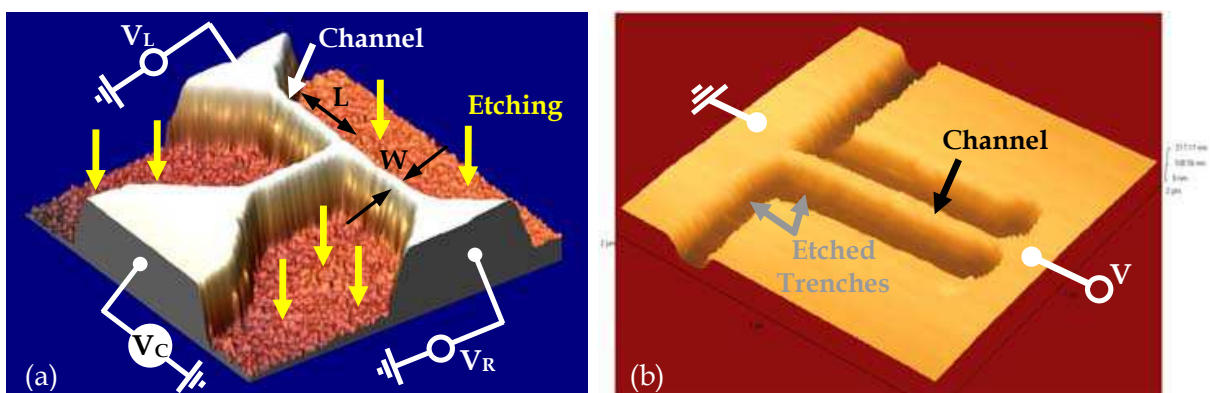 V_L
Channel
L
Etching
W
V_C
V_R
(a)
Channel
Etched
Trenches
V
(b)